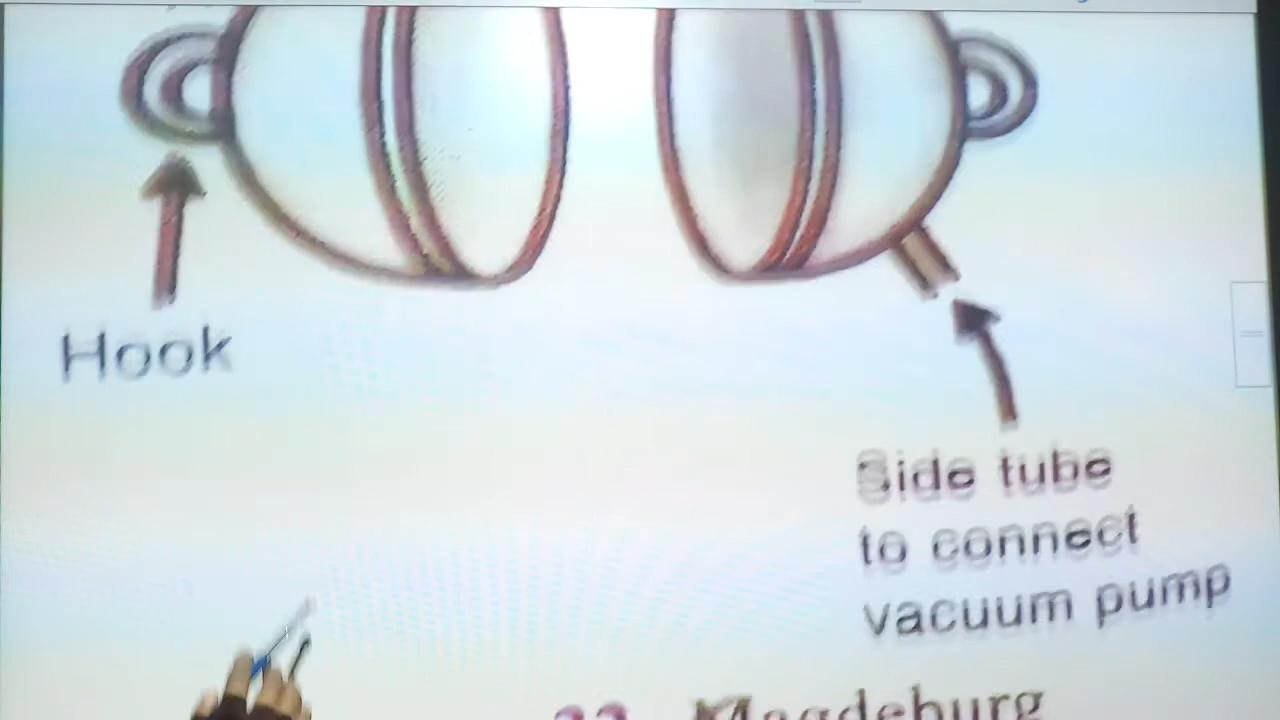 Hook
Side tube
to connect
vacuum pump
Magdeburg